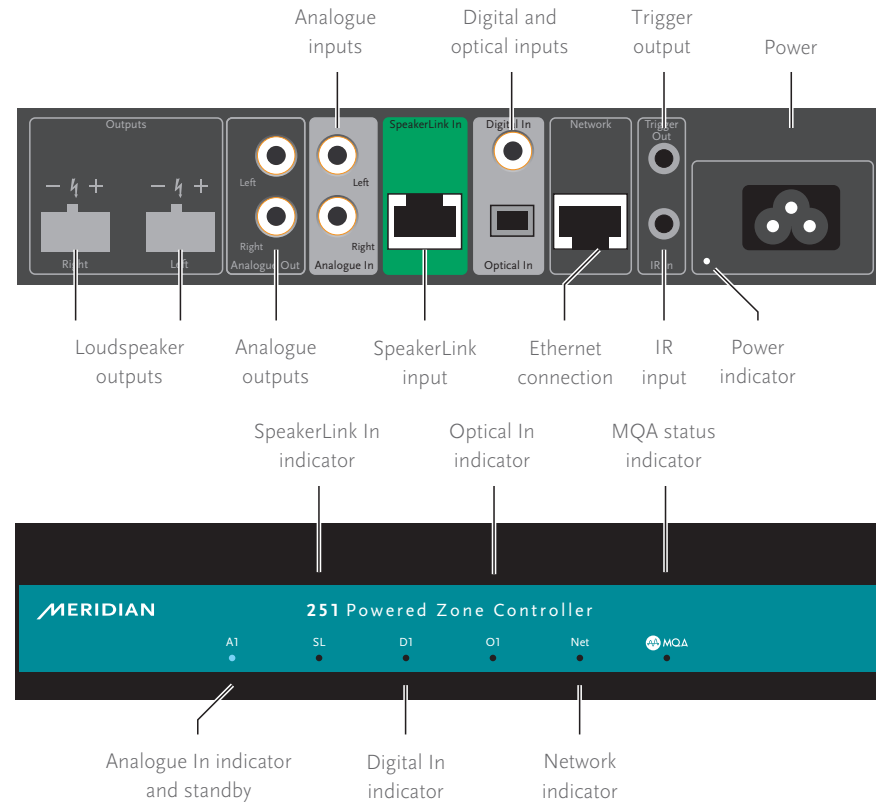 Analogue
inputs
Digital and
optical inputs
Trigger
output
Power
Outputs
SpeakerLink In
Digital In
Network
Trigger
Out
Left
Left
− +
− +
Right
Right
Right
Left
Analogue Out
Analogue In
Optical In
IR In
Loudspeaker
outputs
Analogue
outputs
SpeakerLink
input
Ethernet
connection
IR
input
Power
indicator
SpeakerLink In
indicator
Optical In
indicator
MQA status
indicator
MERIDIAN
251 Powered Zone Controller
A1 SL D1 O1 Net MQA
Analogue In indicator
and standby
Digital In
indicator
Network
indicator